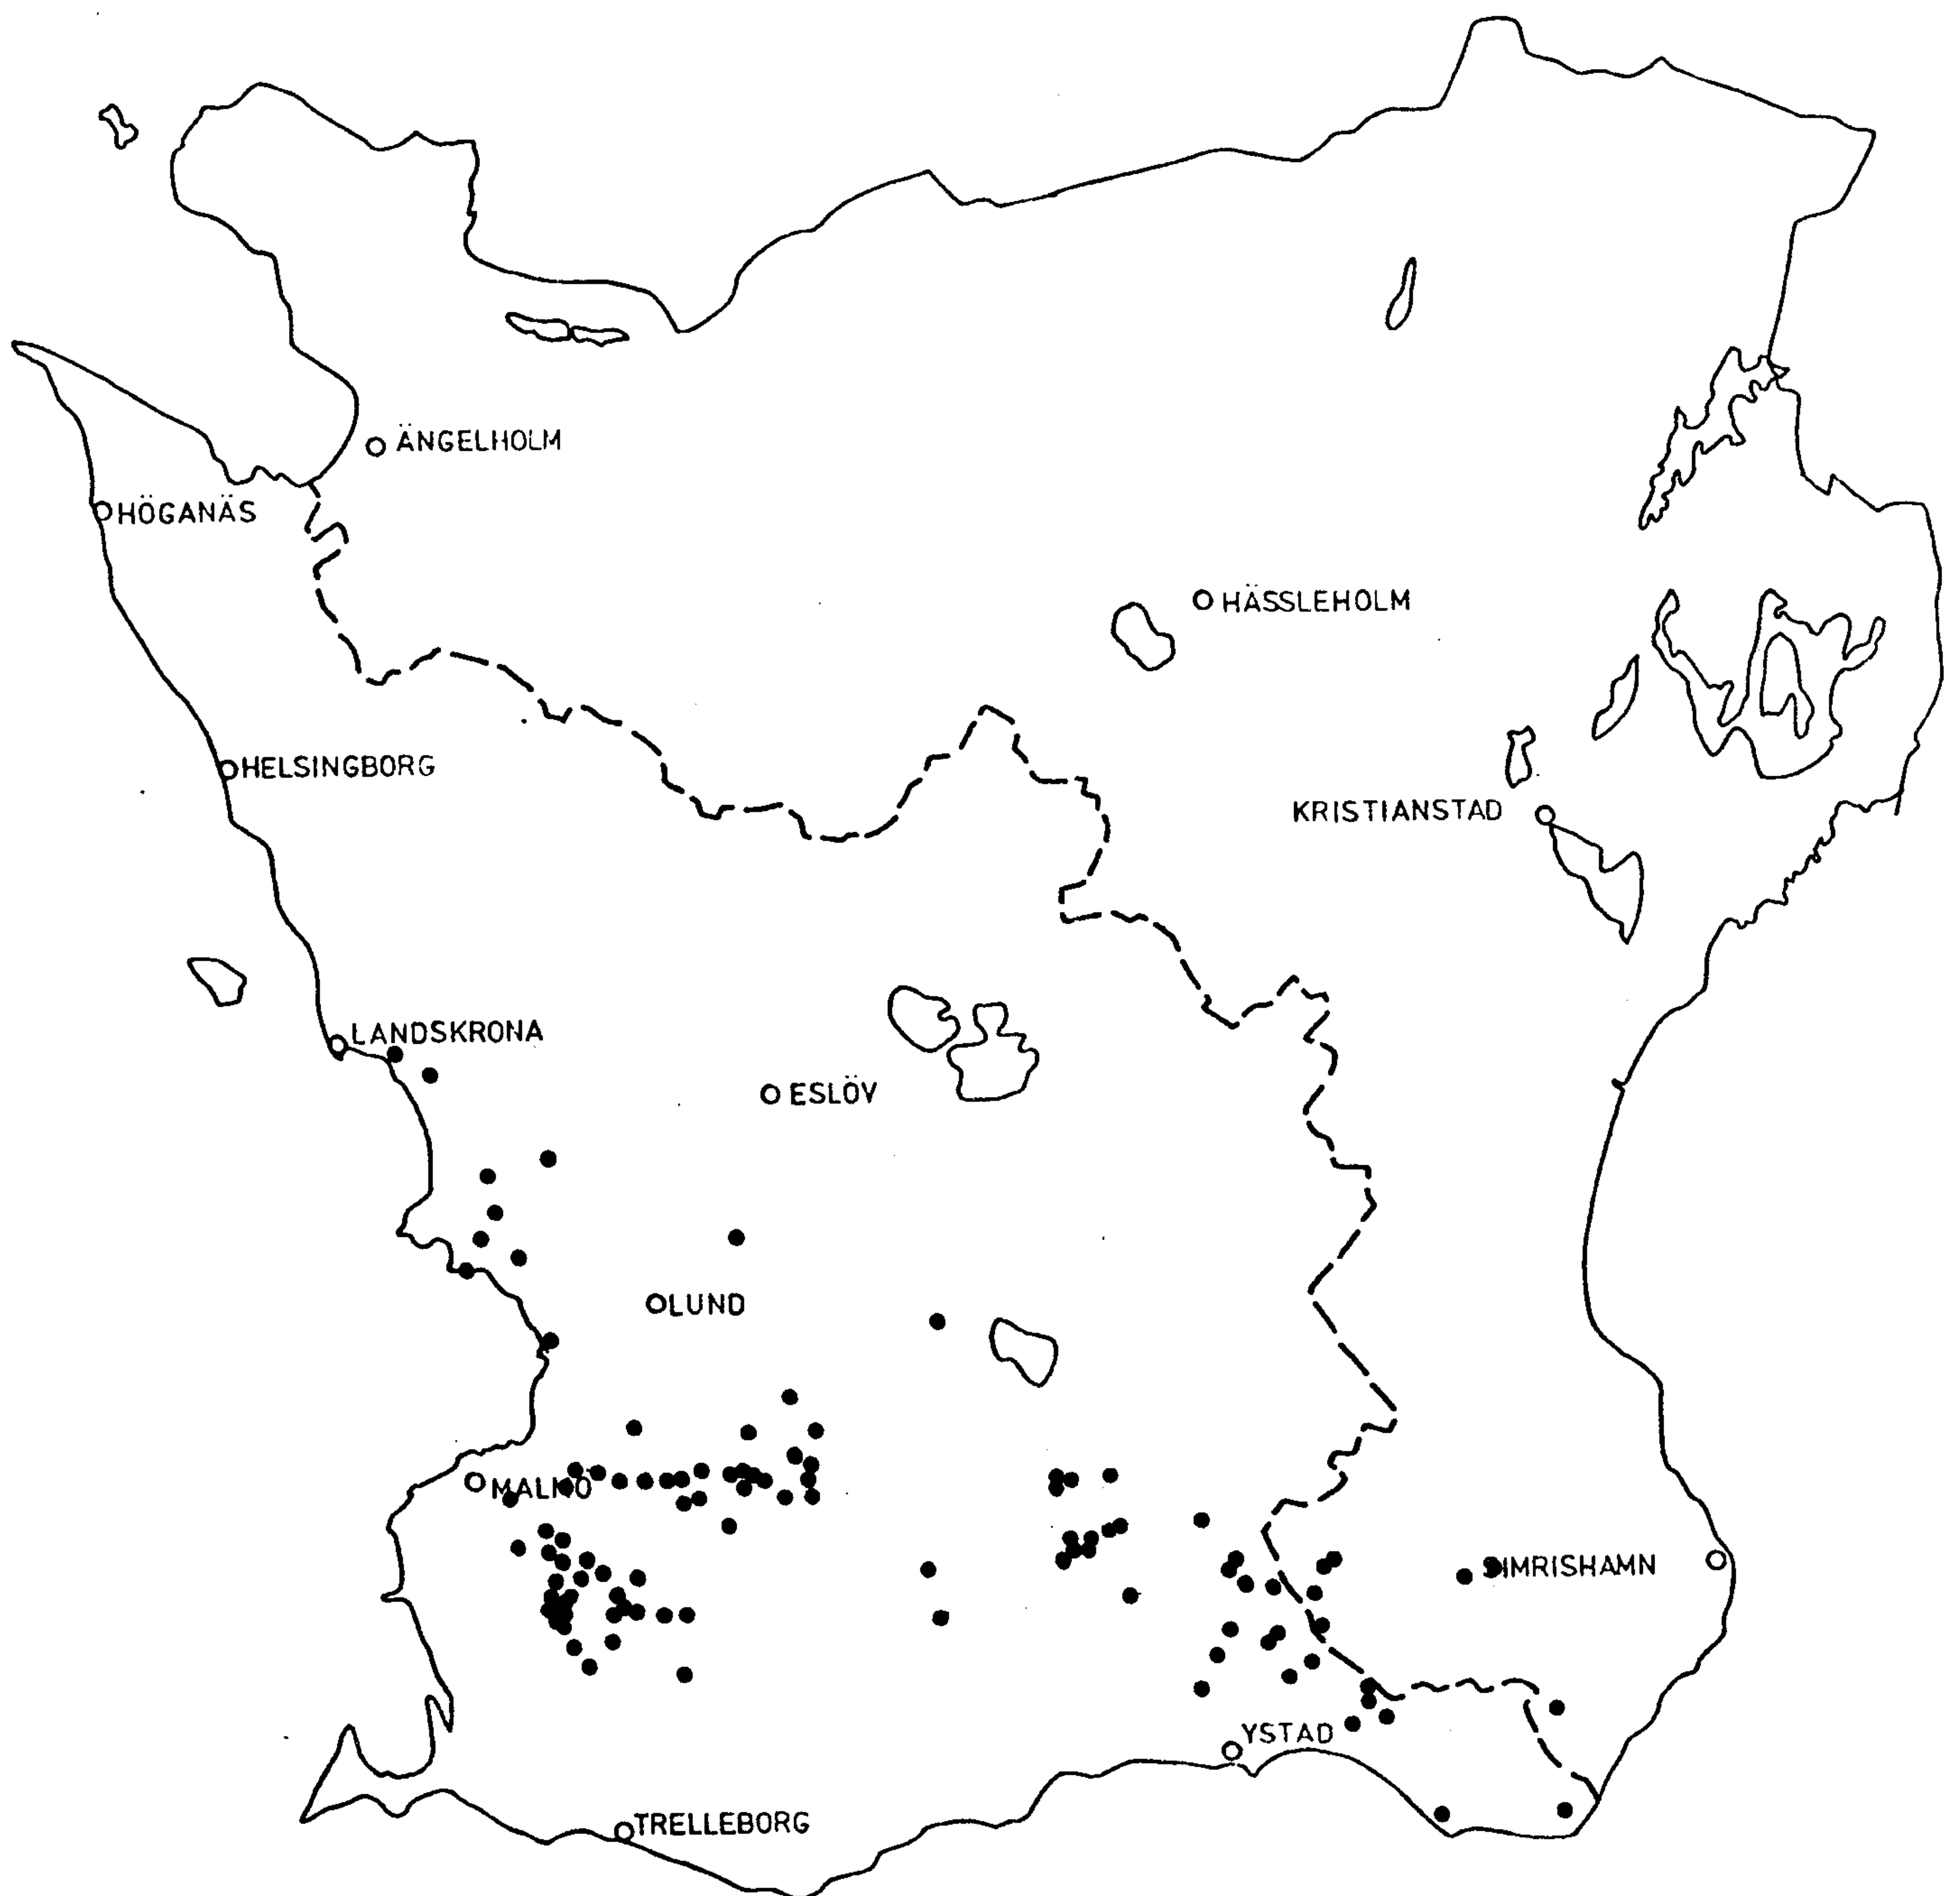 ÄNGELHOLM
HÖGANÄS
HÄSSLEHOLM
HELSINGBORG
KRISTIANSTAD
LANDSKRONA
ESLÖV
LUND
MALMÖ
SIMRISHAMN
YSTAD
TRELLEBORG